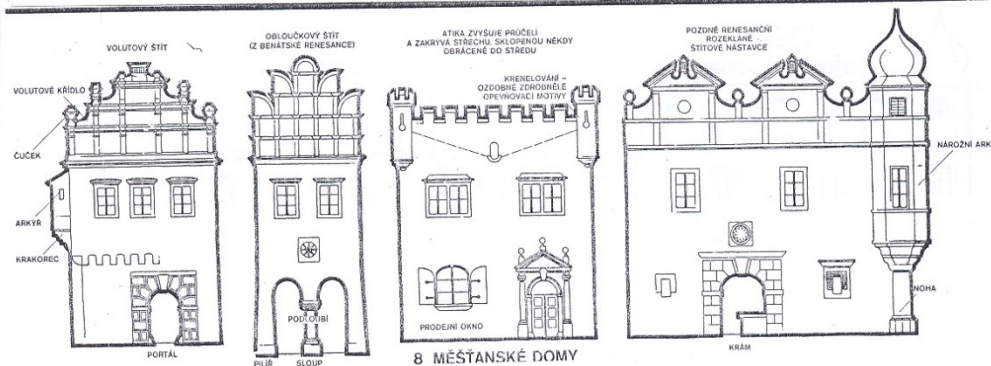 VOLUTOVÝ ŠTÍT
VOLUTOVÉ KŘÍDLO
ČUČEK
ARKÝŘ
KRAKOREC
PORTÁL
OBLOUČKOVÝ ŠTÍT
(Z BENÁTSKÉ RENESANCE)
PODLOUBÍ
PILÍŘ
SLOUP
ATIKA ZVYŠUJE PRŮČELÍ
A ZAKRÝVÁ STŘECHU, SKLOPENOU NĚKDY
OBRÁCENĚ DO STŘEDU
KRENELOVÁNÍ –
OZDOBNÉ ZDROBNĚLÉ
OPEVŇOVACÍ MOTIVY
PRODEJNÍ OKNO
POZDNĚ RENESANČNÍ
ROZEKLANÉ
ŠTÍTOVÉ NÁSTAVCE
NÁROŽNÍ ARK
NOHA
KRÁM
8 MĚŠŤANSKÉ DOMY